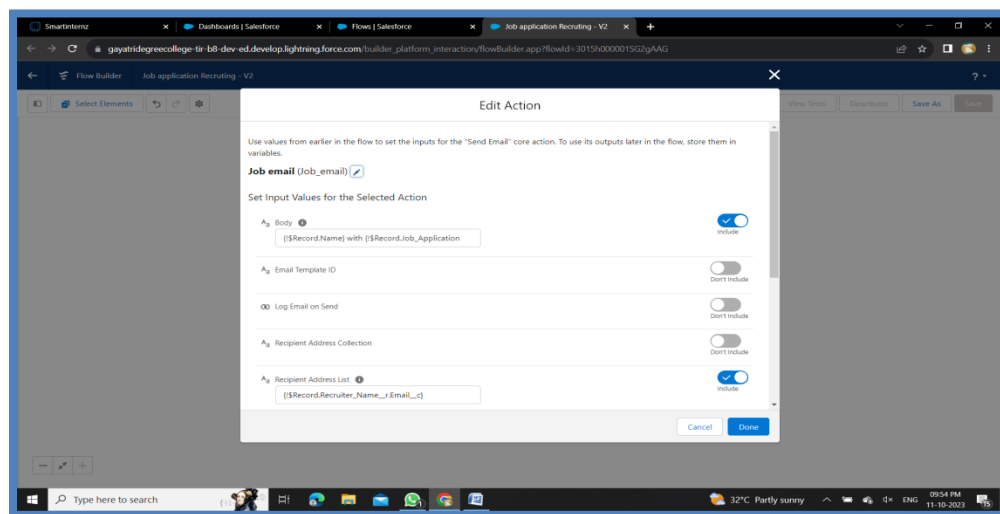 Smartinternz
Dashboards | Salesforce
Flows | Salesforce
Job application Recruting - V2
gayatridegreecollege-tir-b8-dev-ed.develop.lightning.force.com/builder_platform_interaction/flowBuilder.app?flowId=3015h000001SG2gAAG
Flow Builder
Job application Recruting - V2
?
Select Elements
View Tests
Deactivate
Save As
Save
Edit Action
Use values from earlier in the flow to set the inputs for the "Send Email" core action. To use its outputs later in the flow, store them in
variables.
Job email (Job_email)
Set Input Values for the Selected Action
Aa Body
{!$Record.Name} with {!$Record.Job_Application
Include
Aa Email Template ID
Don't Include
Log Email on Send
Don't Include
Aa Recipient Address Collection
Don't Include
Aa Recipient Address List
{!$Record.Recruiter_Name__r.Email__c}
Include
Cancel
Done
Type here to search
32°C Partly sunny
ENG
09:54 PM
11-10-2023
15